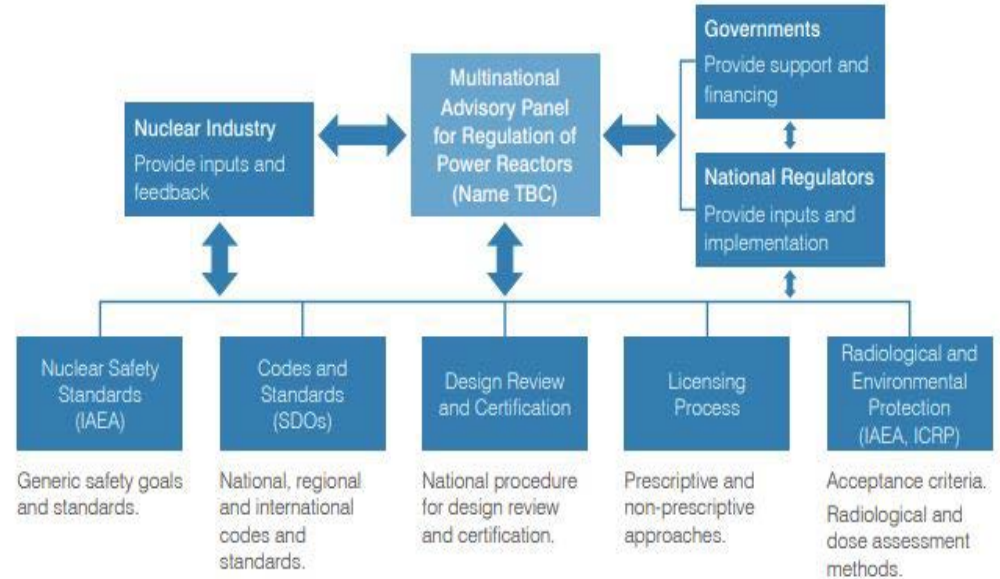 Governments
Provide support and
financing
Multinational
Advisory Panel
for Regulation of
Power Reactors
(Name TBC)
Nuclear Industry
Provide inputs and
feedback
National Regulators
Provide inputs and
implementation
Nuclear Safety
Standards
(IAEA)
Codes and
Standards
(SDOs)
Design Review
and Certification
Licensing
Process
Radiological and
Environmental
Protection
(IAEA, ICRP)
Generic safety goals
and standards.
National, regional
and international
codes and
standards.
National procedure
for design review
and certification.
Prescriptive and
non-prescriptive
approaches.
Acceptance criteria.
Radiological and
dose assessment
methods.